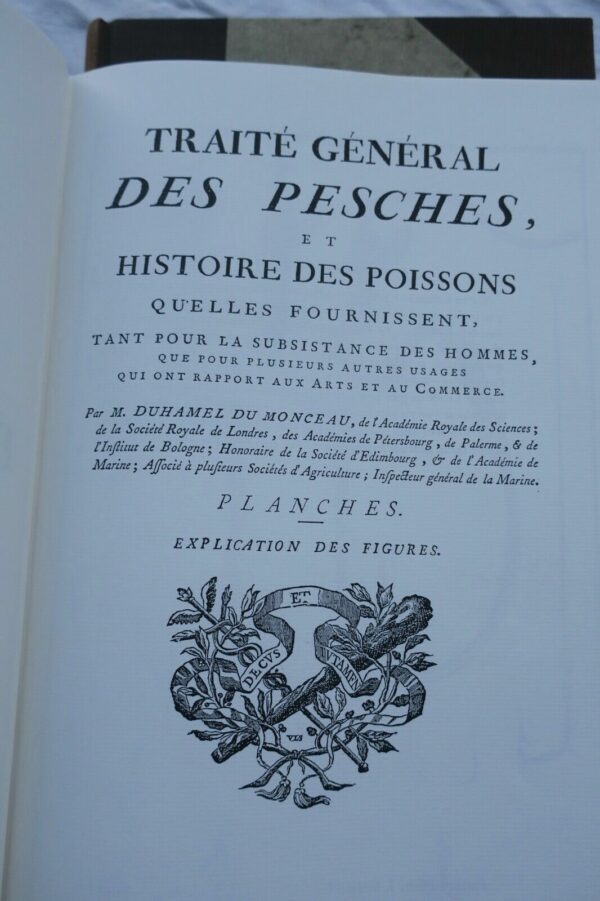 TRAITÉ GÉNÉRAL
DES PESCHES,
ET
HISTOIRE DES POISSONS
QU'ELLES FOURNISSENT,
TANT POUR LA SUBSISTANCE DES HOMMES,
QUE POUR PLUSIEURS AUTRES USAGES
QUI ONT RAPPORT AUX ARTS ET AU COMMERCE.
Par M. DUHAMEL DU MONCEAU, de l'Académie Royale des Sciences;
de la Société Royale de Londres, des Académies de Pétersbourg, de Palerme, & de
l'Institut de Bologne; Honoraire de la Société d'Edimbourg, & de l'Académie de
Marine; Associé à plusieurs Sociétés d'Agriculture; Inspecteur général de la Marine.
PLANCHES.
EXPLICATION DES FIGURES.
ET
DECVS
TVTAMEN